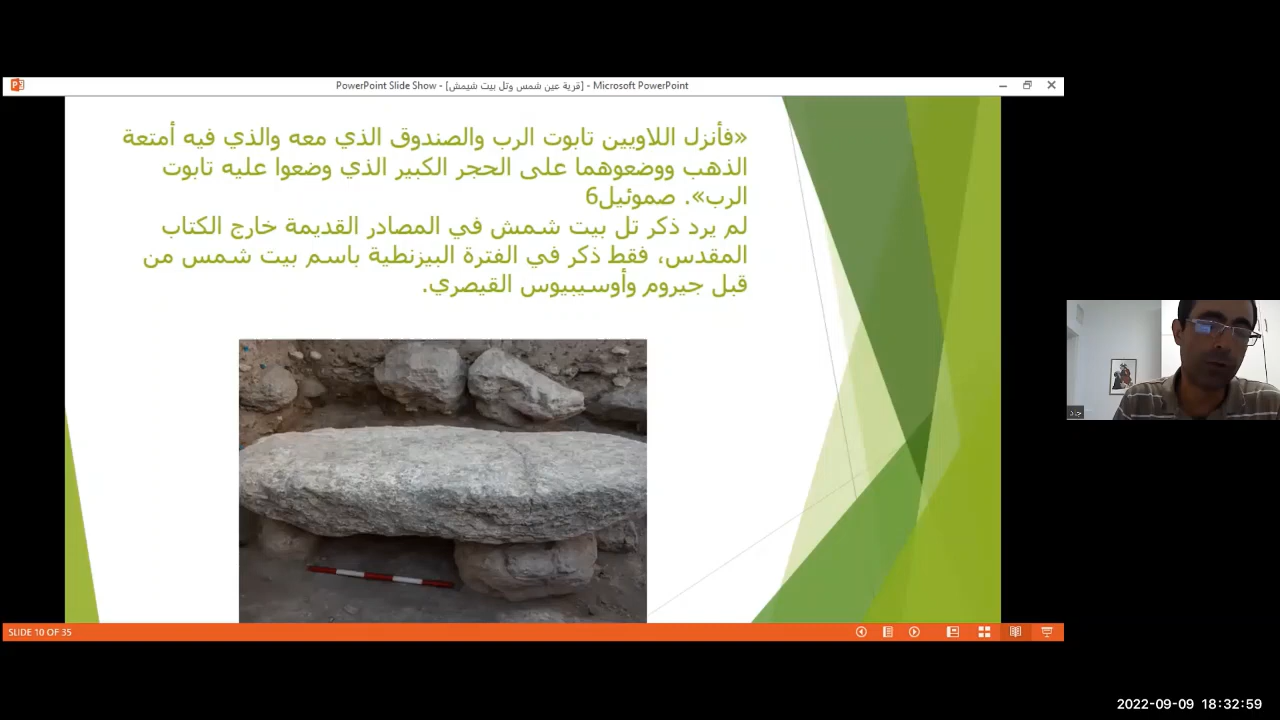 PowerPoint Slide Show - [قرية عين شمس وتل بيت شيمش] - Microsoft PowerPoint
«فأنزل اللاويين تابوت الرب والصندوق الذي معه والذي فيه أمتعة
الذهب ووضعوهما على الحجر الكبير الذي وضعوا عليه تابوت
الرب». صموئيل6
لم يرد ذكر تل بيت شمش في المصادر القديمة خارج الكتاب
المقدس، فقط ذكر في الفترة البيزنطية باسم بيت شمس من
قبل جيروم وأوسيبيوس القيصري.
SLIDE 10 OF 35
2022-09-09 18:32:59